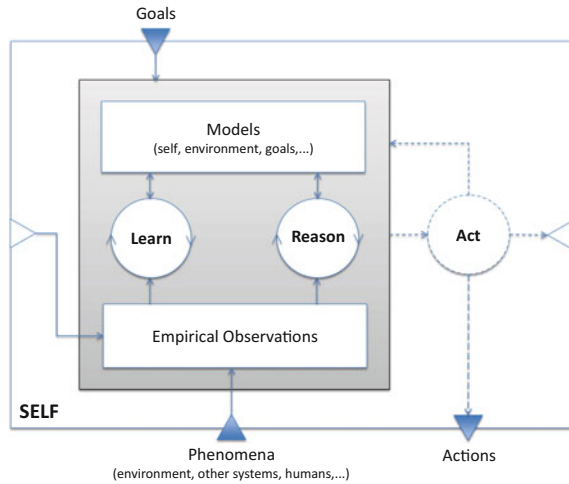 Goals
Models
(self, environment, goals,...)
Learn
Reason
Act
Empirical Observations
SELF
Phenomena
(environment, other systems, humans,...)
Actions